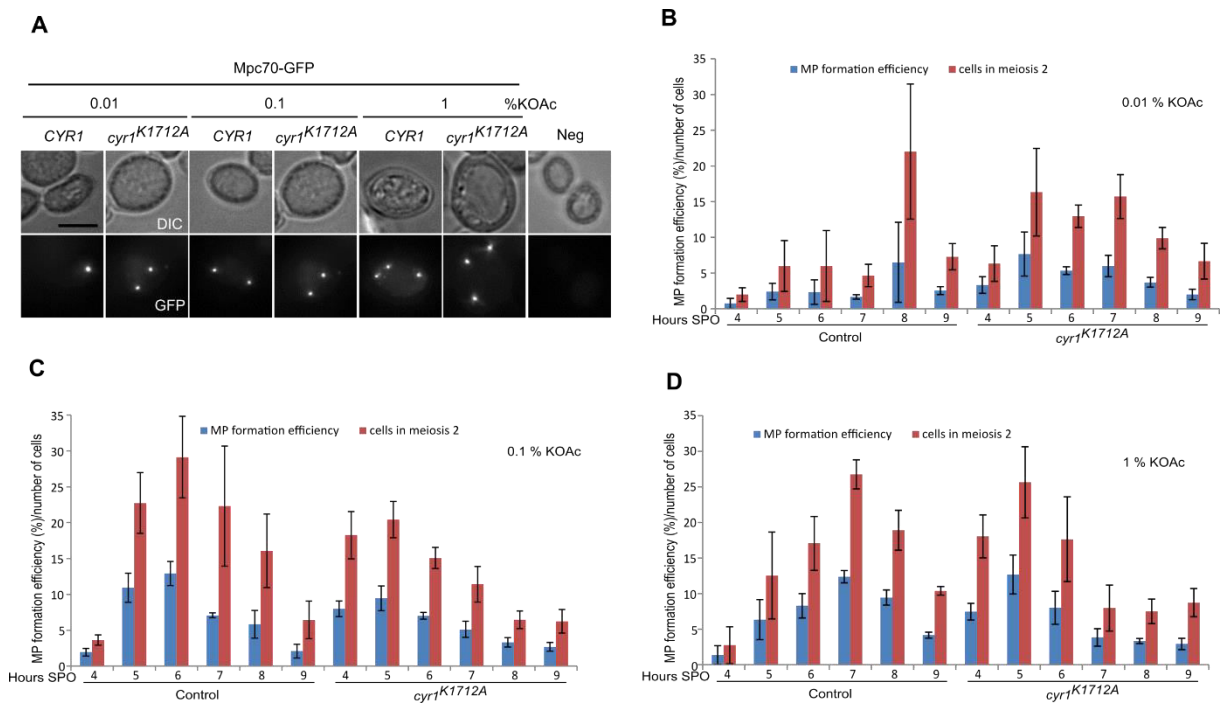 A
Mpc70-GFP
0.01 0.1 1 %KOAc
CYR1 cyr1K1712A CYR1 cyr1K1712A CYR1 cyr1K1712A Neg
DIC
GFP
B
MP formation efficiency (%)/number of cells
35
30
25
20
15
10
5
0
MP formation efficiency cells in meiosis 2
0.01 % KOAc
Hours SPO 4 5 6 7 8 9 4 5 6 7 8 9
Control cyr1K1712A
C
MP formation efficiency (%)/number of cells
35
30
25
20
15
10
5
0
MP formation efficiency cells in meiosis 2
0.1 % KOAc
Hours SPO 4 5 6 7 8 9 4 5 6 7 8 9
Control cyr1K1712A
D
MP formation efficiency (%)/number of cells
35
30
25
20
15
10
5
0
MP formation efficiency cells in meiosis 2
1 % KOAc
Hours SPO 4 5 6 7 8 9 4 5 6 7 8 9
Control cyr1K1712A